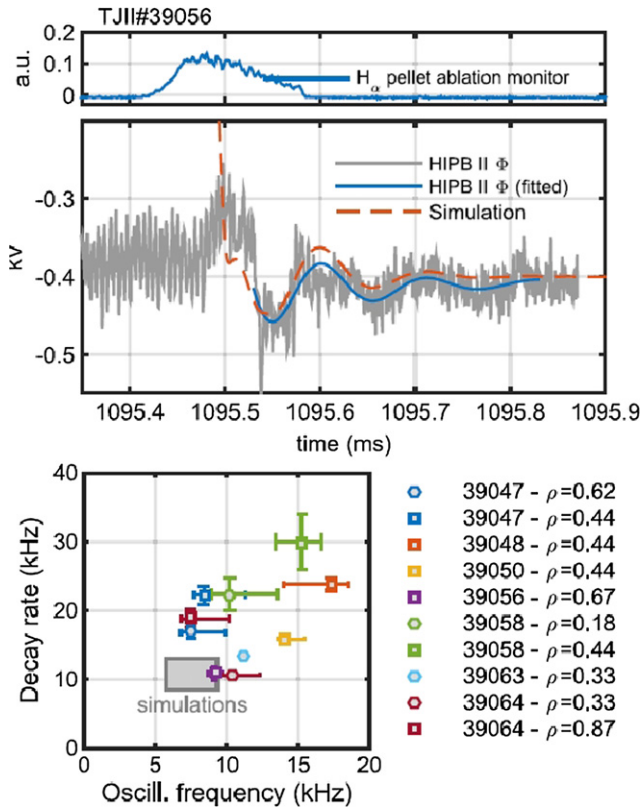 TJII#39056
0.2
0.1
0
a.u.
Hα pellet ablation monitor
-0.3
-0.4
-0.5
KV
HIPB II Φ
HIPB II Φ (fitted)
Simulation
1095.4 1095.5 1095.6 1095.7 1095.8 1095.9
time (ms)
40
30
20
10
0
Decay rate (kHz)
simulations
0 5 10 15 20
Oscill. frequency (kHz)
39047 - ρ=0.62
39047 - ρ=0.44
39048 - ρ=0.44
39050 - ρ=0.44
39056 - ρ=0.67
39058 - ρ=0.18
39058 - ρ=0.44
39063 - ρ=0.33
39064 - ρ=0.33
39064 - ρ=0.87